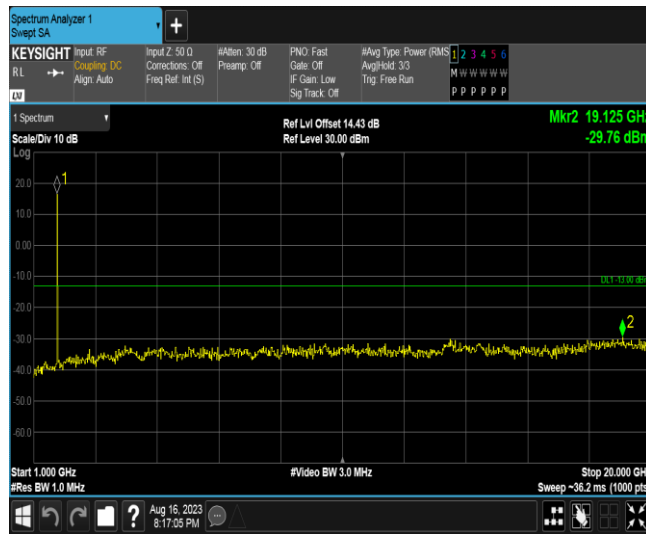 Spectrum Analyzer 1
Swept SA
+
KEYSIGHT
RL
LXI
Input: RF
Coupling: DC
Align: Auto
Input Z: 50 Ω
Corrections: Off
Freq Ref: Int (S)
#Atten: 30 dB
Preamp: Off
PNO: Fast
Gate: Off
IF Gain: Low
Sig Track: Off
#Avg Type: Power (RMS
Avg|Hold: 3/3
Trig: Free Run
1 2 3 4 5 6
M W W W W W
P P P P P P
1 Spectrum
Scale/Div 10 dB
Log
Ref Lvl Offset 14.43 dB
Ref Level 30.00 dBm
Mkr2 19.125 GHz
-29.76 dBm
20.0
10.0
0.00
-10.0
-20.0
-30.0
-40.0
-50.0
-60.0
1
DL1 -13.00 dBm
2
Start 1.000 GHz
#Res BW 1.0 MHz
#Video BW 3.0 MHz
Stop 20.000 GH
Sweep ~36.2 ms (1000 pts
?
Aug 16, 2023
8:17:05 PM